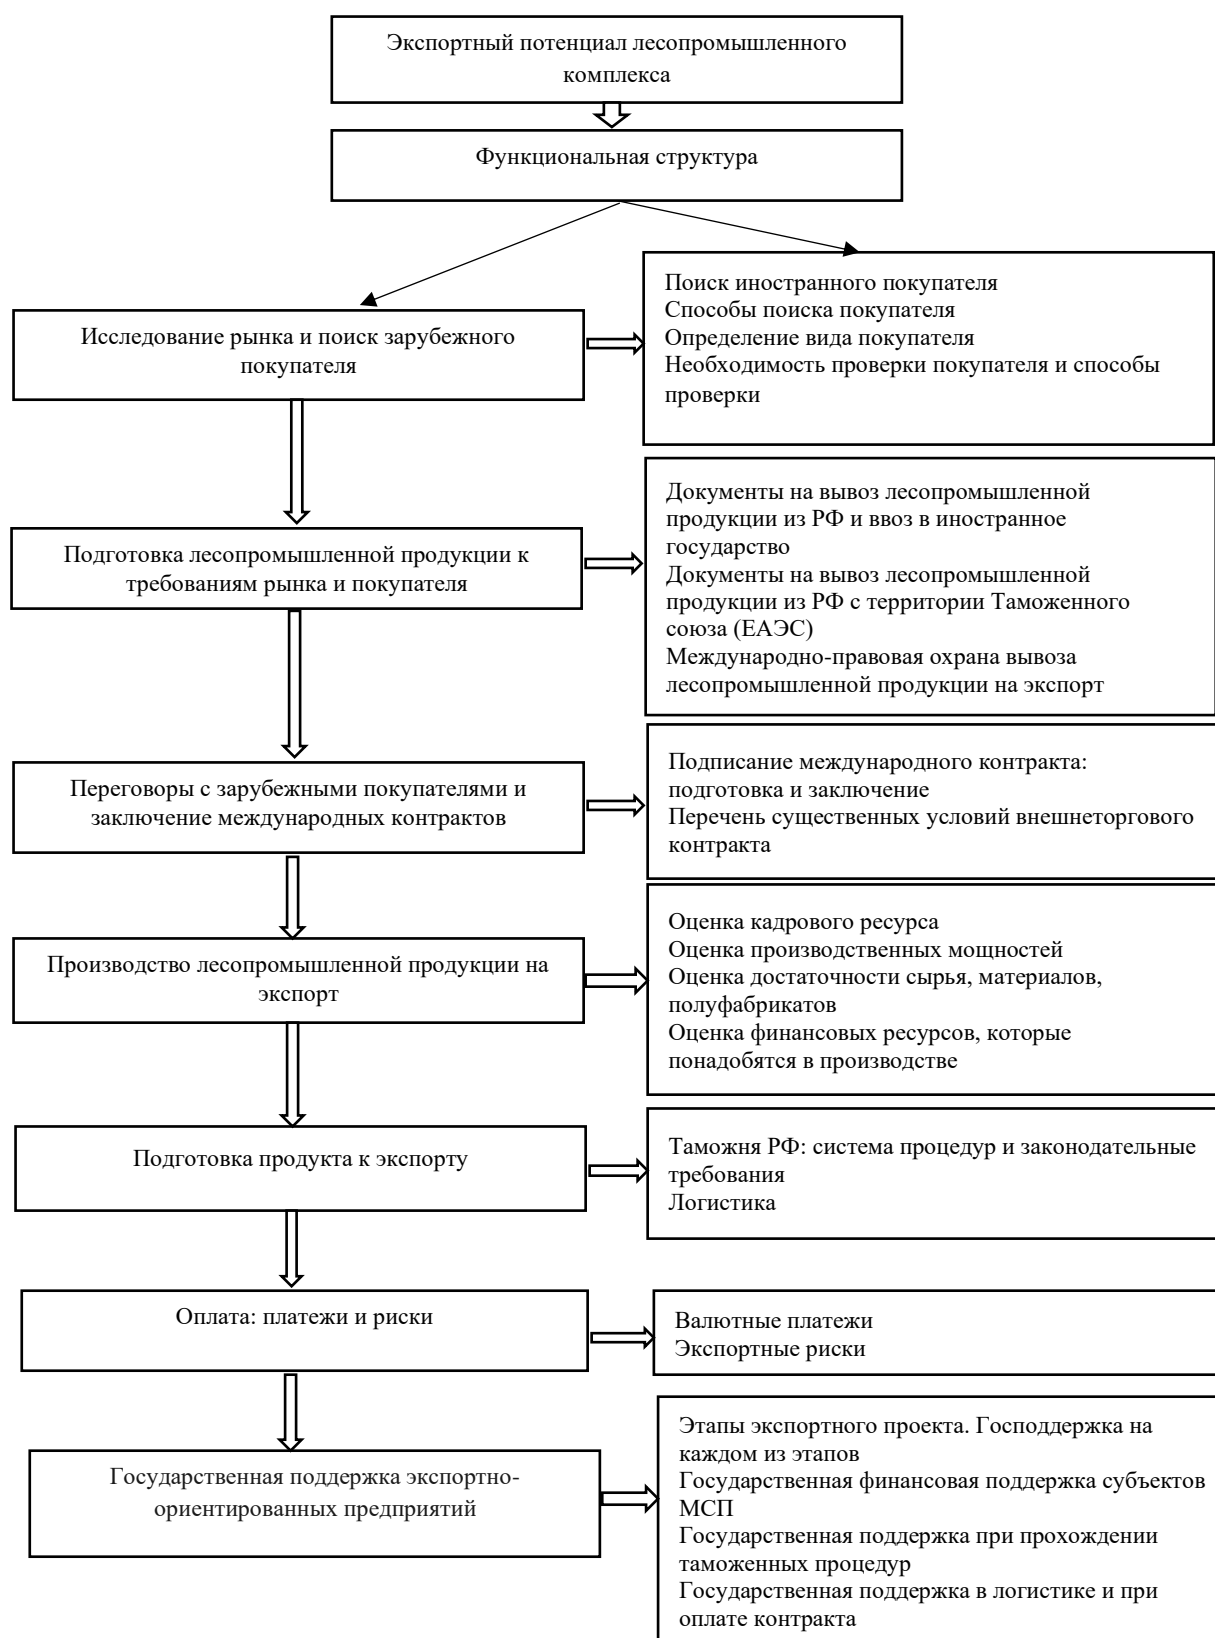 Экспортный потенциал лесопромышленного
комплекса
Функциональная структура
Исследование рынка и поиск зарубежного
покупателя
Поиск иностранного покупателя
Способы поиска покупателя
Определение вида покупателя
Необходимость проверки покупателя и способы
проверки
Подготовка лесопромышленной продукции к
требованиям рынка и покупателя
Документы на вывоз лесопромышленной
продукции из РФ и ввоз в иностранное
государство
Документы на вывоз лесопромышленной
продукции из РФ с территории Таможенного
союза (ЕАЭС)
Международно-правовая охрана вывоза
лесопромышленной продукции на экспорт
Переговоры с зарубежными покупателями и
заключение международных контрактов
Подписание международного контракта:
подготовка и заключение
Перечень существенных условий внешнеторгового
контракта
Производство лесопромышленной продукции на
экспорт
Оценка кадрового ресурса
Оценка производственных мощностей
Оценка достаточности сырья, материалов,
полуфабрикатов
Оценка финансовых ресурсов, которые
понадобятся в производстве
Подготовка продукта к экспорту
Таможня РФ: система процедур и законодательные
требования
Логистика
Оплата: платежи и риски
Валютные платежи
Экспортные риски
Государственная поддержка экспортно-
ориентированных предприятий
Этапы экспортного проекта. Господдержка на
каждом из этапов
Государственная финансовая поддержка субъектов
МСП
Государственная поддержка при прохождении
таможенных процедур
Государственная поддержка в логистике и при
оплате контракта